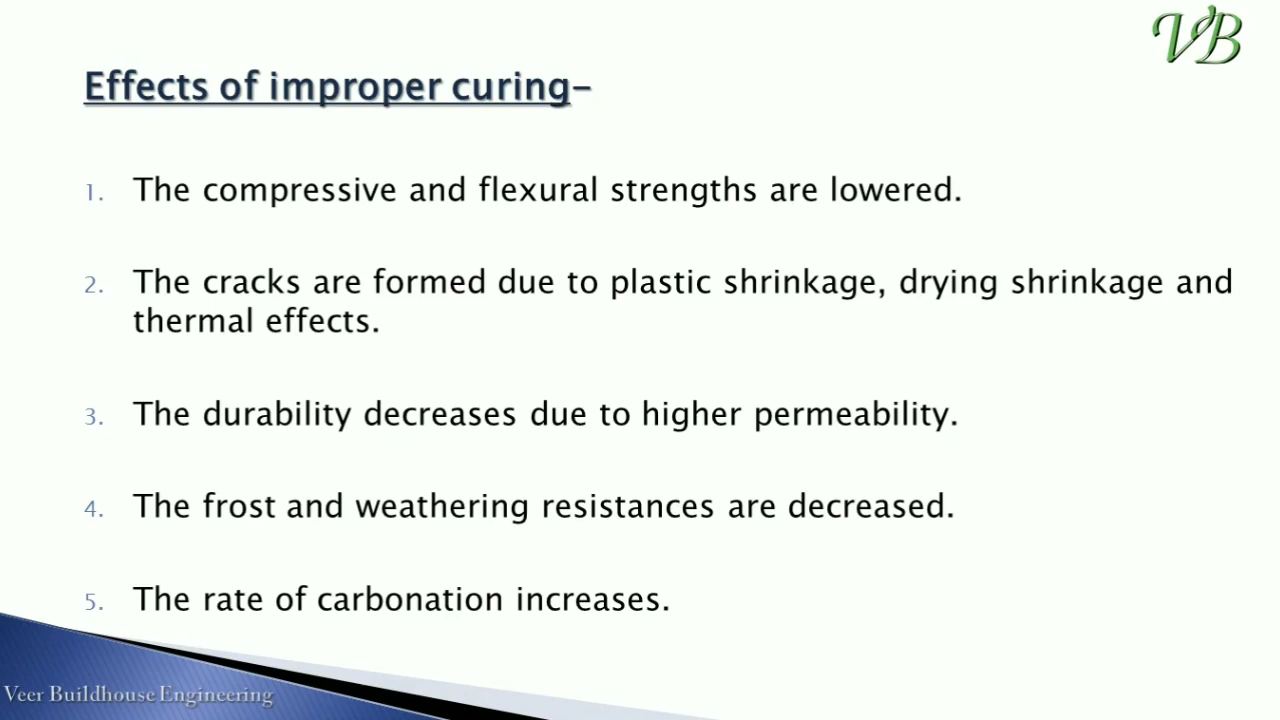 VB
Effects of improper curing-
1. The compressive and flexural strengths are lowered.
2. The cracks are formed due to plastic shrinkage, drying shrinkage and
thermal effects.
3. The durability decreases due to higher permeability.
4. The frost and weathering resistances are decreased.
5. The rate of carbonation increases.
Veer Buildhouse Engineering